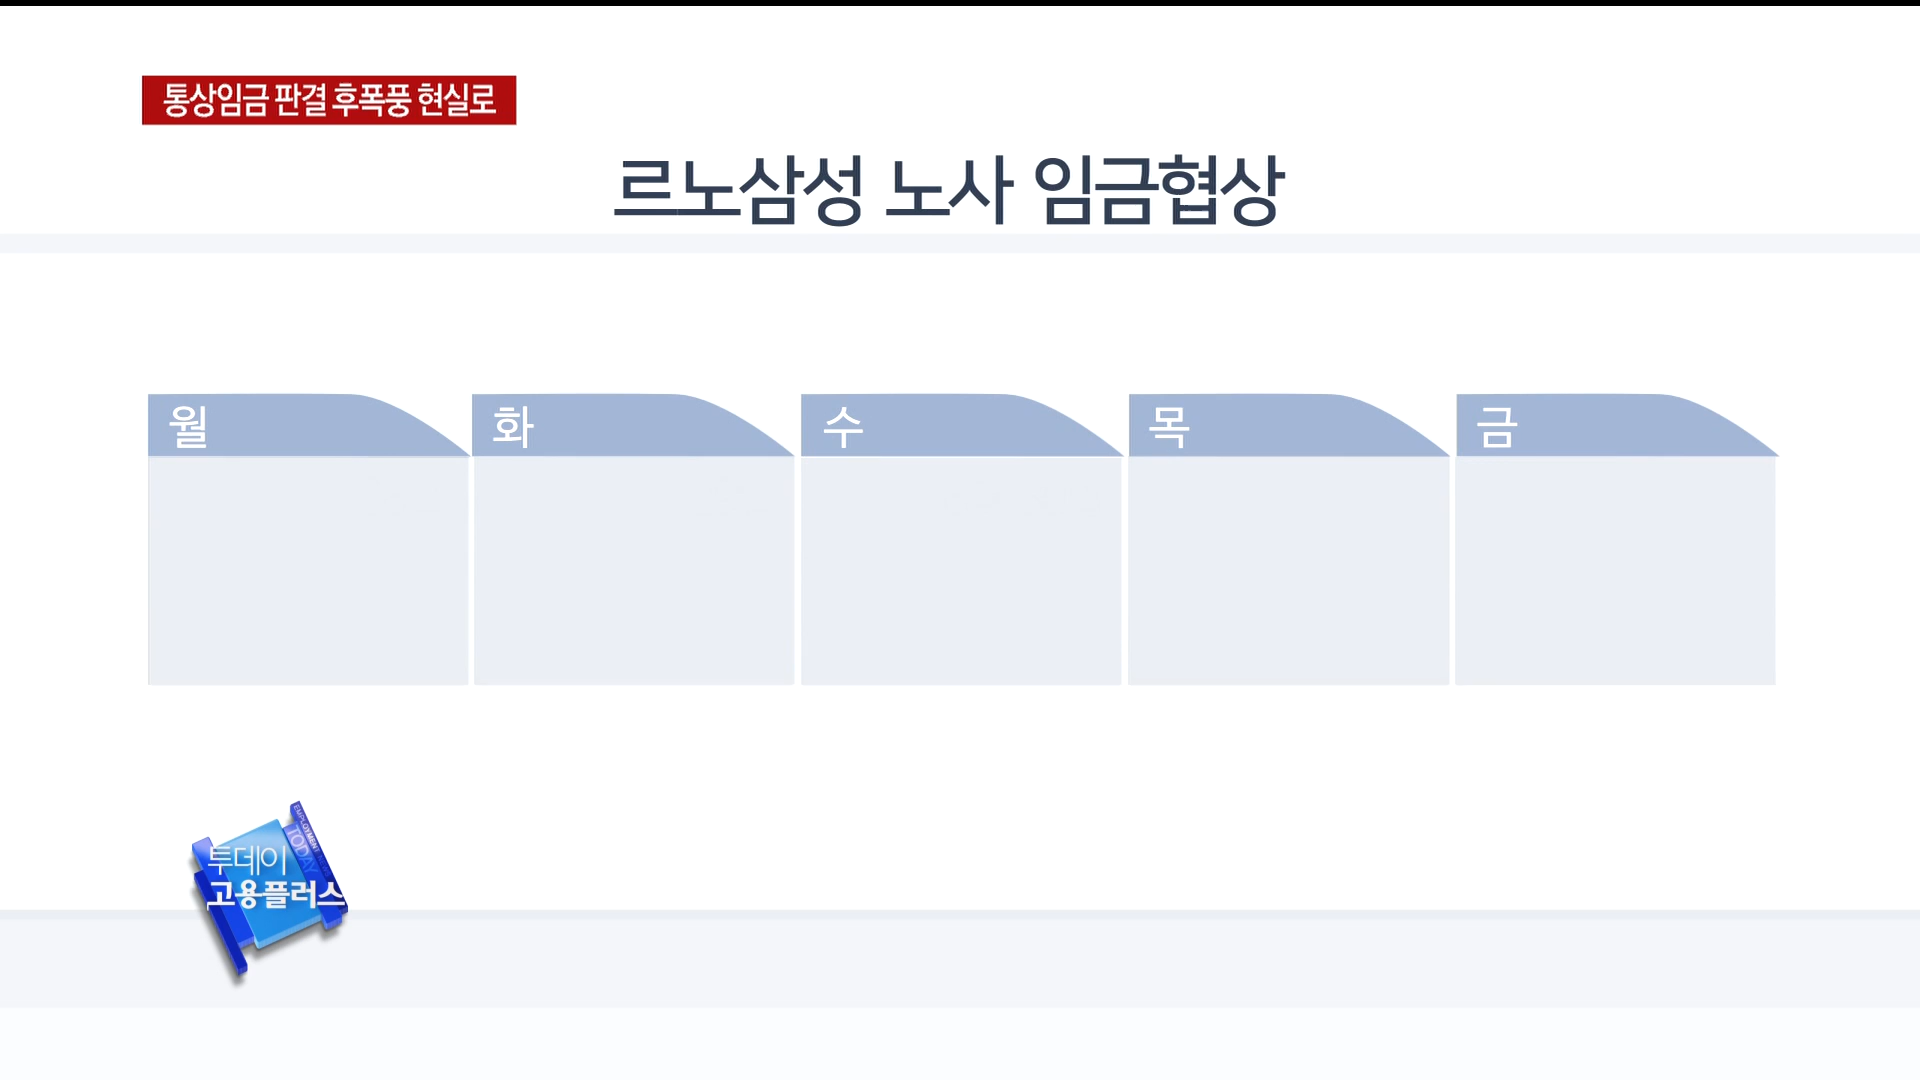 통상임금 판결 후폭풍 현실로
르노삼성 노사 임금협상
월
화
수
목
금
EMPLOYMENT
TODAY
투데이
고용플러스